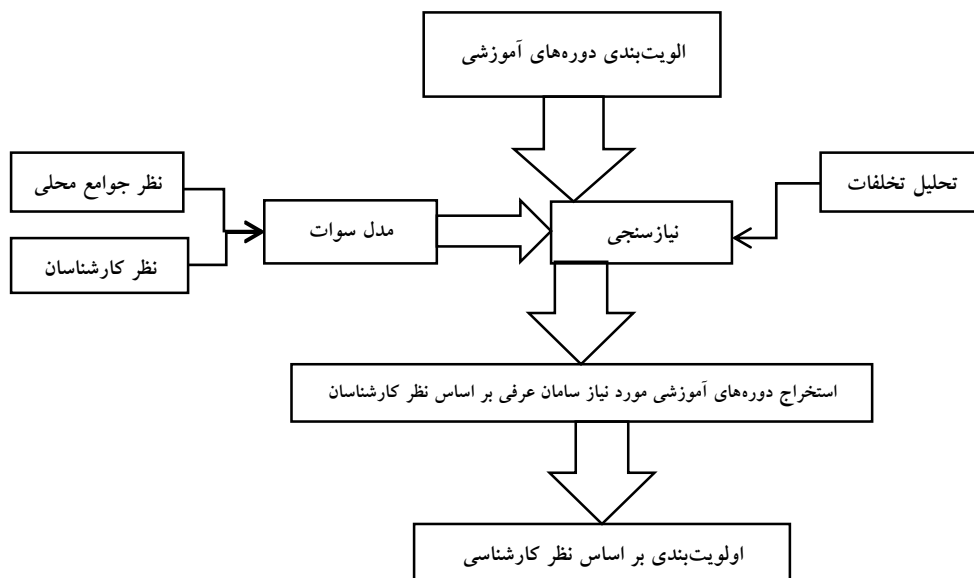 الویت‌بندی دوره‌های آموزشی
نظر جوامع محلی
تحلیل تخلفات
مدل سوات
نیازسنجی
نظر کارشناسان
استخراج دوره‌های آموزشی مورد نیاز سامان عرفی بر اساس نظر کارشناسان
اولویت‌بندی بر اساس نظر کارشناسی